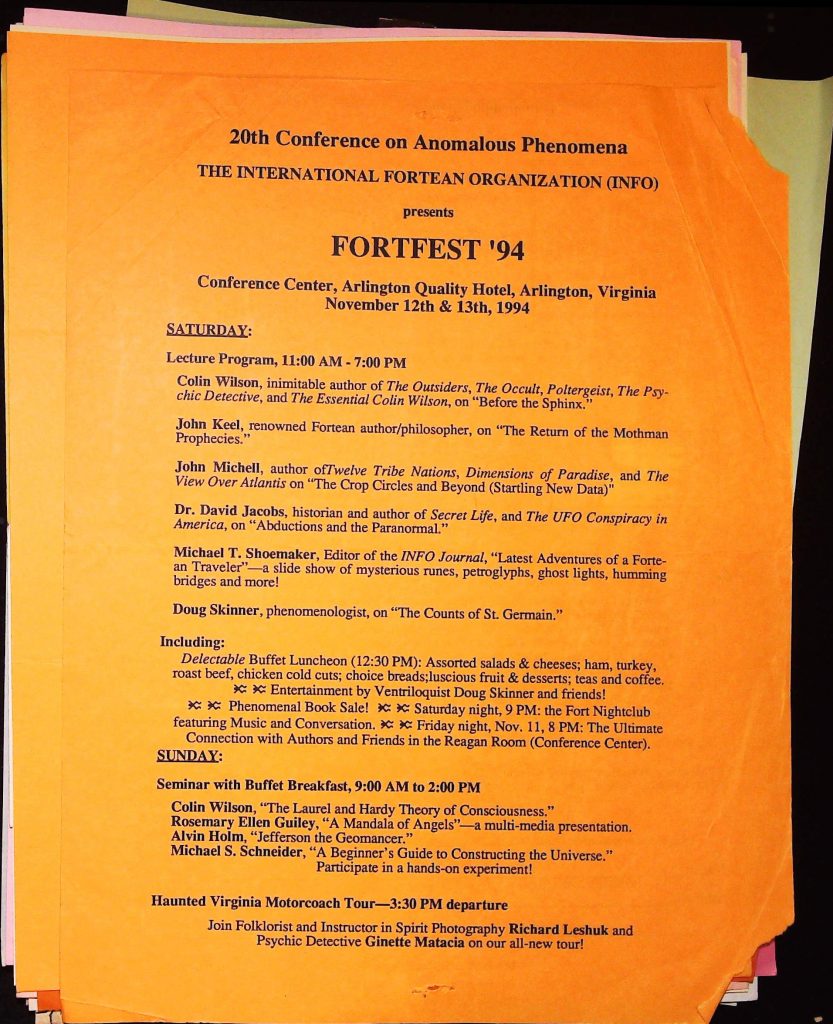 20th Conference on Anomalous Phenomena
THE INTERNATIONAL FORTEAN ORGANIZATION (INFO)
presents
FORTFEST '94
Conference Center, Arlington Quality Hotel, Arlington, Virginia
November 12th & 13th, 1994
SATURDAY:
Lecture Program, 11:00 AM - 7:00 PM
Colin Wilson, inimitable author of The Outsiders, The Occult, Poltergeist, The Psy-
chic Detective, and The Essential Colin Wilson, on “Before the Sphinx.”
John Keel, renowned Fortean author/philosopher, on “The Return of the Mothman
Prophecies.”
John Michell, author ofTwelve Tribe Nations, Dimensions of Paradise, and The
View Over Atlantis on “The Crop Circles and Beyond (Startling New Data)"
Dr. David Jacobs, historian and author of Secret Life, and The UFO Conspiracy in
America, on “Abductions and the Paranormal.”
Michael T. Shoemaker, Editor of the INFO Journal, “Latest Adventures of a Forte-
an Traveler”—a slide show of mysterious runes, petroglyphs, ghost lights, humming
bridges and more!
Doug Skinner, phenomenologist, on “The Counts of St. Germain.”
Including:
Delectable Buffet Luncheon (12:30 PM): Assorted salads & cheeses; ham, turkey,
roast beef, chicken cold cuts; choice breads;luscious fruit & desserts; teas and coffee.
Entertainment by Ventriloquist Doug Skinner and friends!
Phenomenal Book Sale! Saturday night, 9 PM: the Fort Nightclub
featuring Music and Conversation. Friday night, Nov. 11, 8 PM: The Ultimate
Connection with Authors and Friends in the Reagan Room (Conference Center).
SUNDAY:
Seminar with Buffet Breakfast, 9:00 AM to 2:00 PM
Colin Wilson, “The Laurel and Hardy Theory of Consciousness.”
Rosemary Ellen Guiley, “A Mandala of Angels”—a multi-media presentation.
Alvin Holm, “Jefferson the Geomancer.”
Michael S. Schneider, “A Beginner’s Guide to Constructing the Universe.”
Participate in a hands-on experiment!
Haunted Virginia Motorcoach Tour—3:30 PM departure
Join Folklorist and Instructor in Spirit Photography Richard Leshuk and
Psychic Detective Ginette Matacia on our all-new tour!